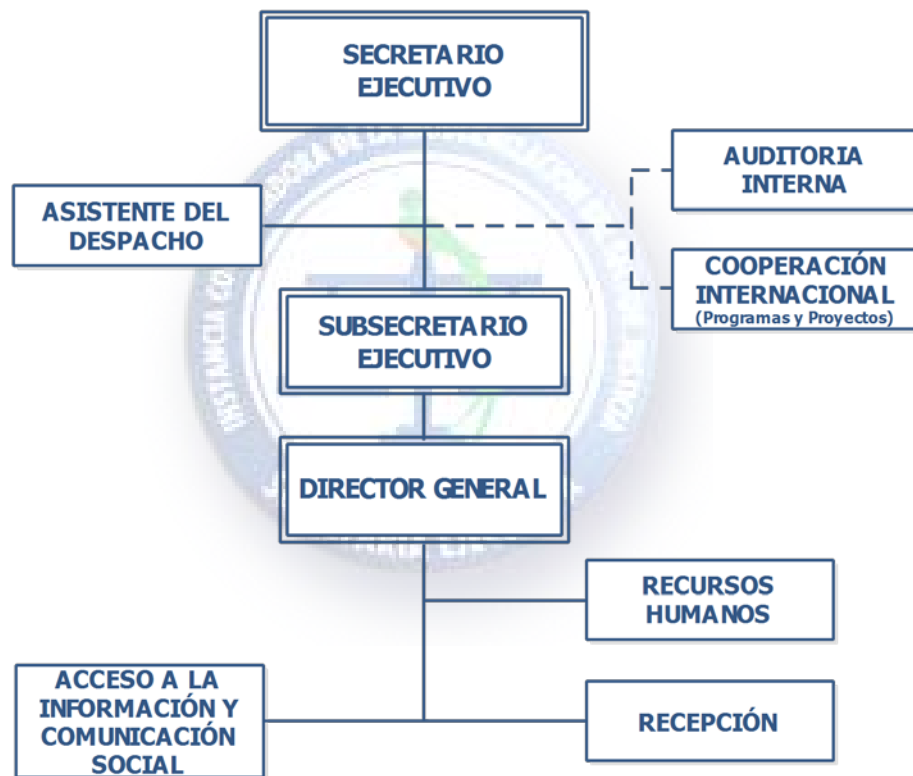 SECRETARIO
EJECUTIVO
AUDITORIA
INTERNA
ASISTENTE DEL
DESPACHO
COOPERACIÓN
INTERNACIONAL
(Programas y Proyectos)
SUBSECRETARIO
EJECUTIVO
DIRECTOR GENERAL
RECURSOS
HUMANOS
ACCESO A LA
INFORMACIÓN Y
COMUNICACIÓN
SOCIAL
RECEPCIÓN